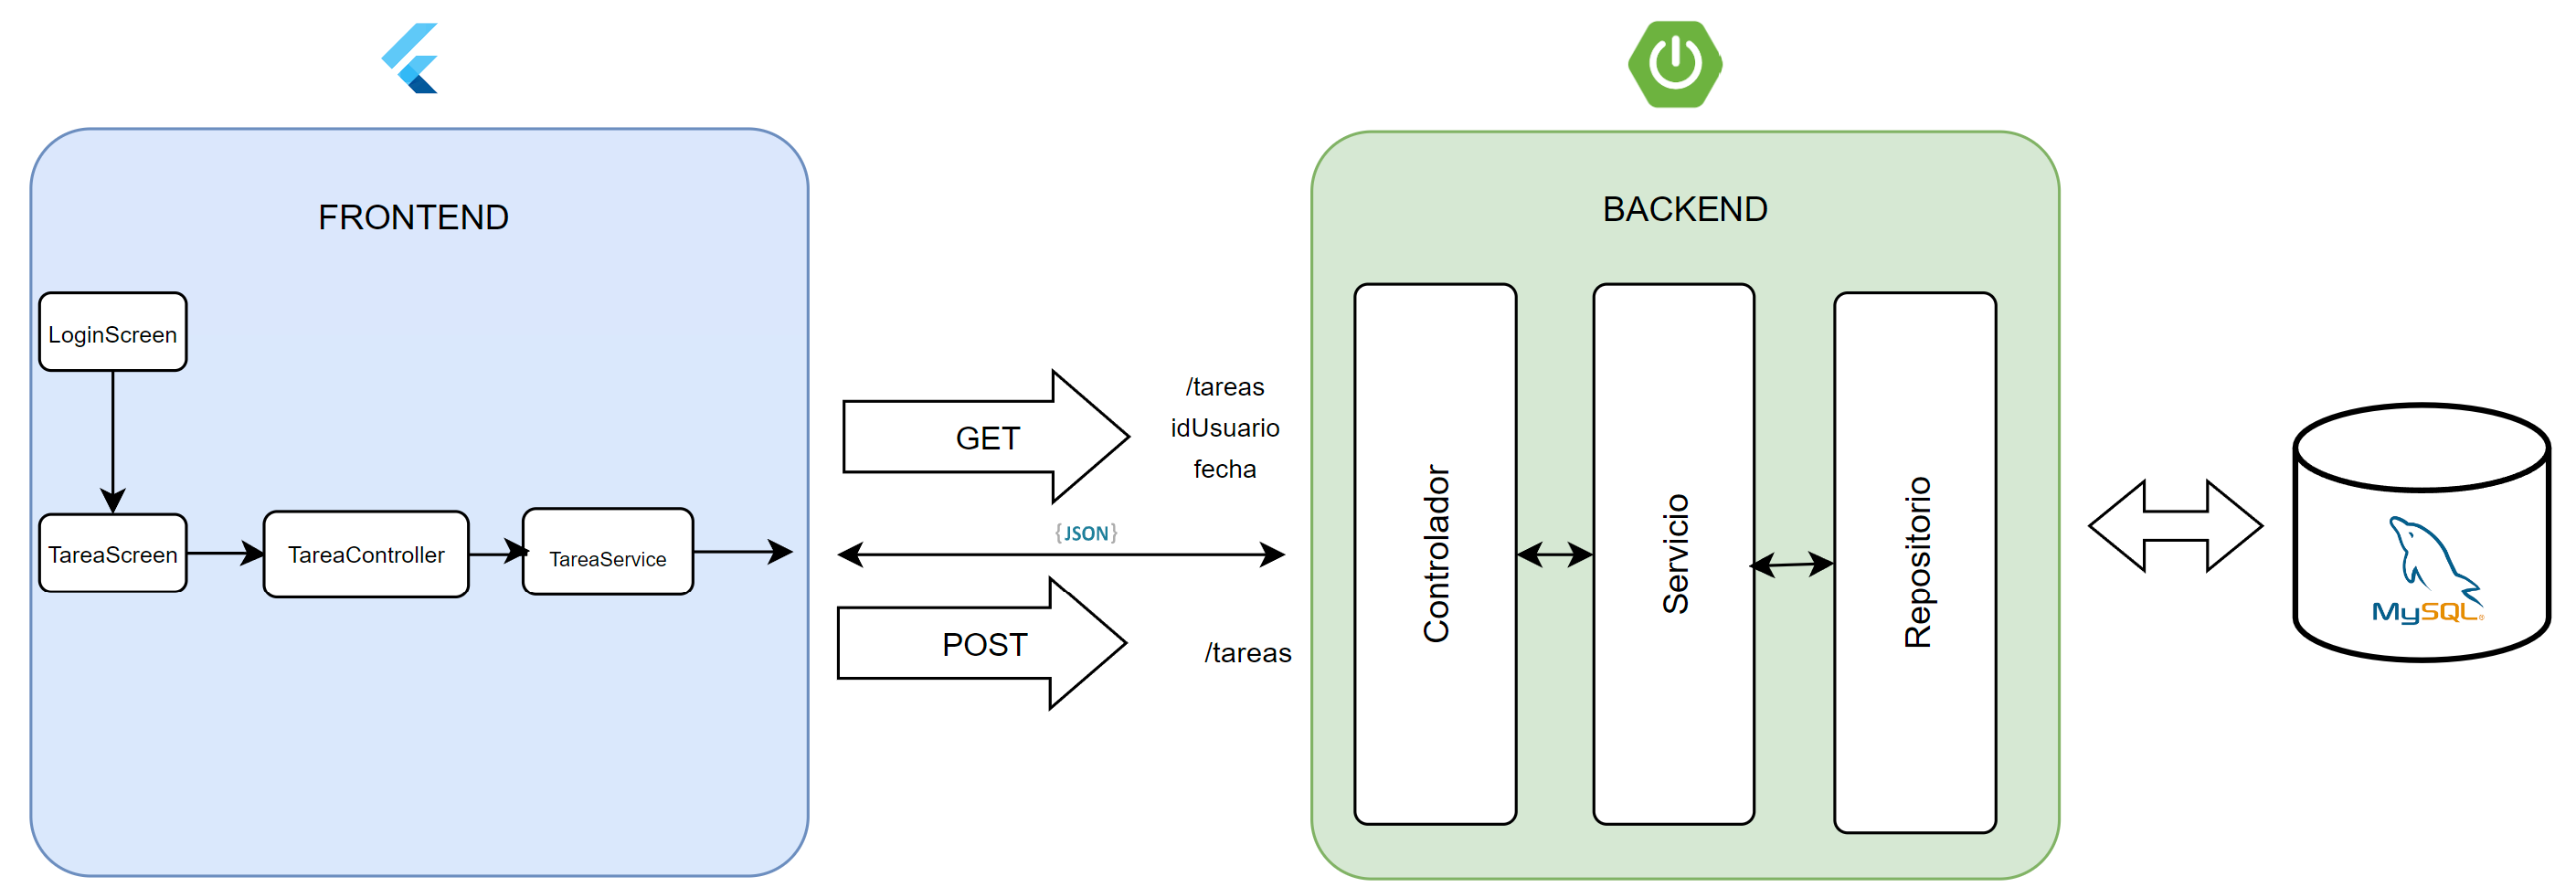 FRONTEND
LoginScreen
TareaScreen
TareaController
TareaService
GET
/tareas
idUsuario
fecha
{JSON}
POST
/tareas
BACKEND
Controlador
Servicio
Repositorio
MySQL®